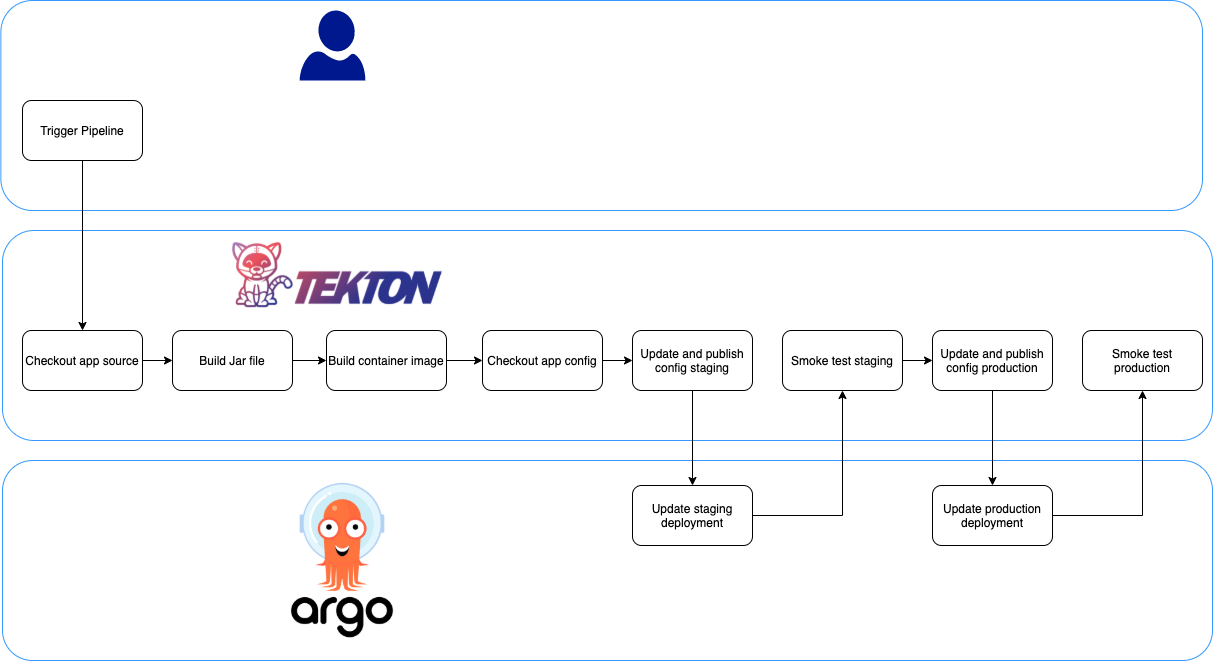 Trigger Pipeline
TEKTON
Checkout app source
Build Jar file
Build container image
Checkout app config
Update and publish
config staging
Smoke test staging
Update and publish
config production
Smoke test
production
Update staging
deployment
Update production
deployment
argo